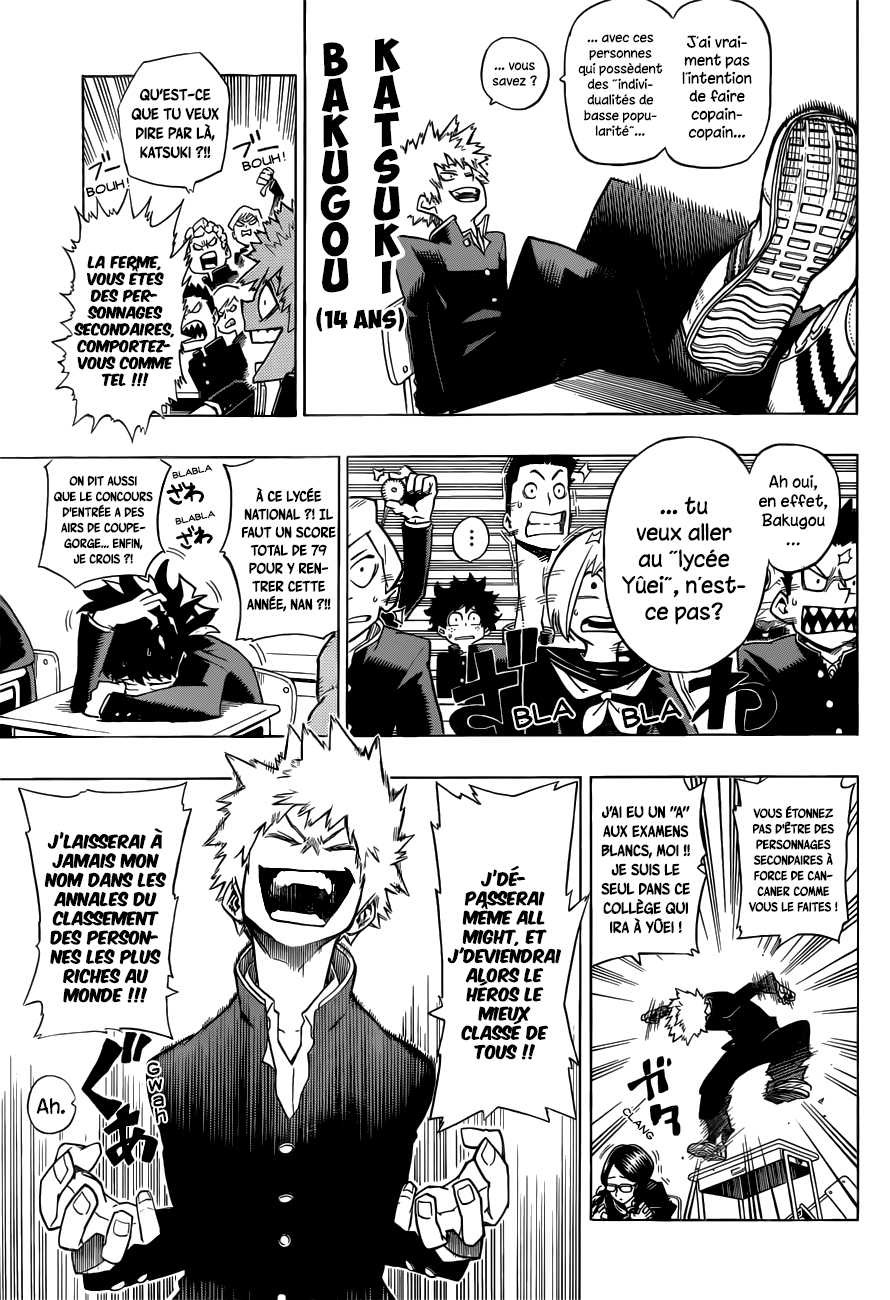 J'ai vrai-
ment pas
l'intention
de faire
copain-
copain...
... avec ces
personnes
qui possèdent
des "indivi-
dualités de
basse popu-
larité"...
... vous
savez ?
KATSUKI
BAKUGOU
(14 ANS)
QU'EST-CE
QUE TU VEUX
DIRE PAR LÀ,
KATSUKI ?!!
ブー
BOUH!
ブー
BOUH!
LA FERME,
VOUS ÊTES
DES PER-
SONNAGES
SECONDAIRES,
COMPORTEZ-
VOUS COMME
TEL !!!
Ah oui,
en effet,
Bakugou
...
... tu
veux aller
au "lycée
Yûei", n'est-
ce pas?
...
ざわ
BLA BLA
À CE LYCÉE
NATIONAL ?! IL
FAUT UN SCORE
TOTAL DE 79
POUR Y REN-
TRER CETTE
ANNÉE, NAN ?!!
BLABLA
ざわ
BLABLA
ざわ
ON DIT AUSSI
QUE LE CONCOURS
D'ENTRÉE A DES
AIRS DE COUPE-
GORGE... ENFIN,
JE CROIS ?!
VOUS ÉTONNEZ
PAS D'ÊTRE DES
PERSONNAGES
SECONDAIRES À
FORCE DE CAN-
CANER COMME
VOUS LE FAITES !
J'AI EU UN "A"
AUX EXAMENS
BLANCS, MOI !!
JE SUIS LE
SEUL DANS CE
COLLÈGE QUI
IRA À YÛEI !
ガタ
CLANG
J'DÉ-
PASSERAI
MÊME ALL
MIGHT, ET
J'DEVIENDRAI
ALORS LE
HÉROS LE
MIEUX
CLASSÉ DE
TOUS !!
J'LAISSERAI À
JAMAIS MON
NOM DANS LES
ANNALES DU
CLASSEMENT
DES PERSON-
NES LES PLUS
RICHES AU
MONDE !!!
ぐあ
Gwah
Ah.